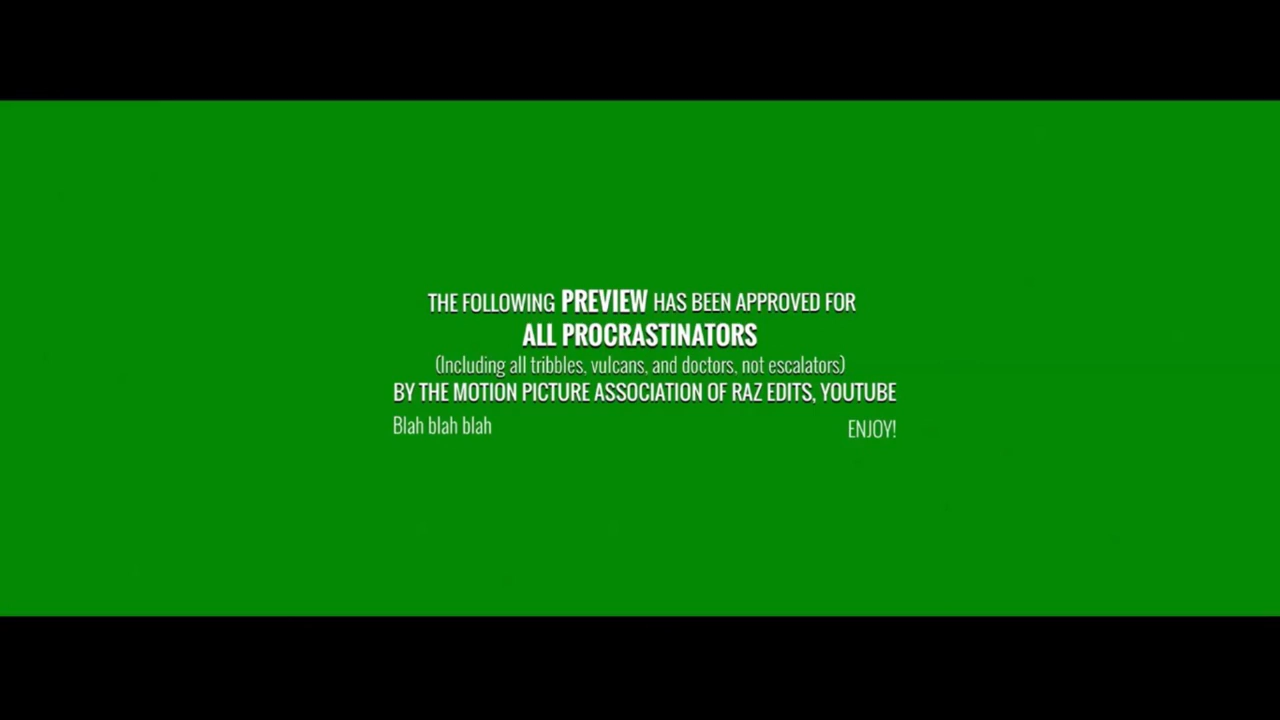 THE FOLLOWING PREVIEW HAS BEEN APPROVED FOR
ALL PROCRASTINATORS
(Including all tribbles, vulcans, and doctors, not escalators)
BY THE MOTION PICTURE ASSOCIATION OF RAZ EDITS, YOUTUBE
Blah blah blah ENJOY!